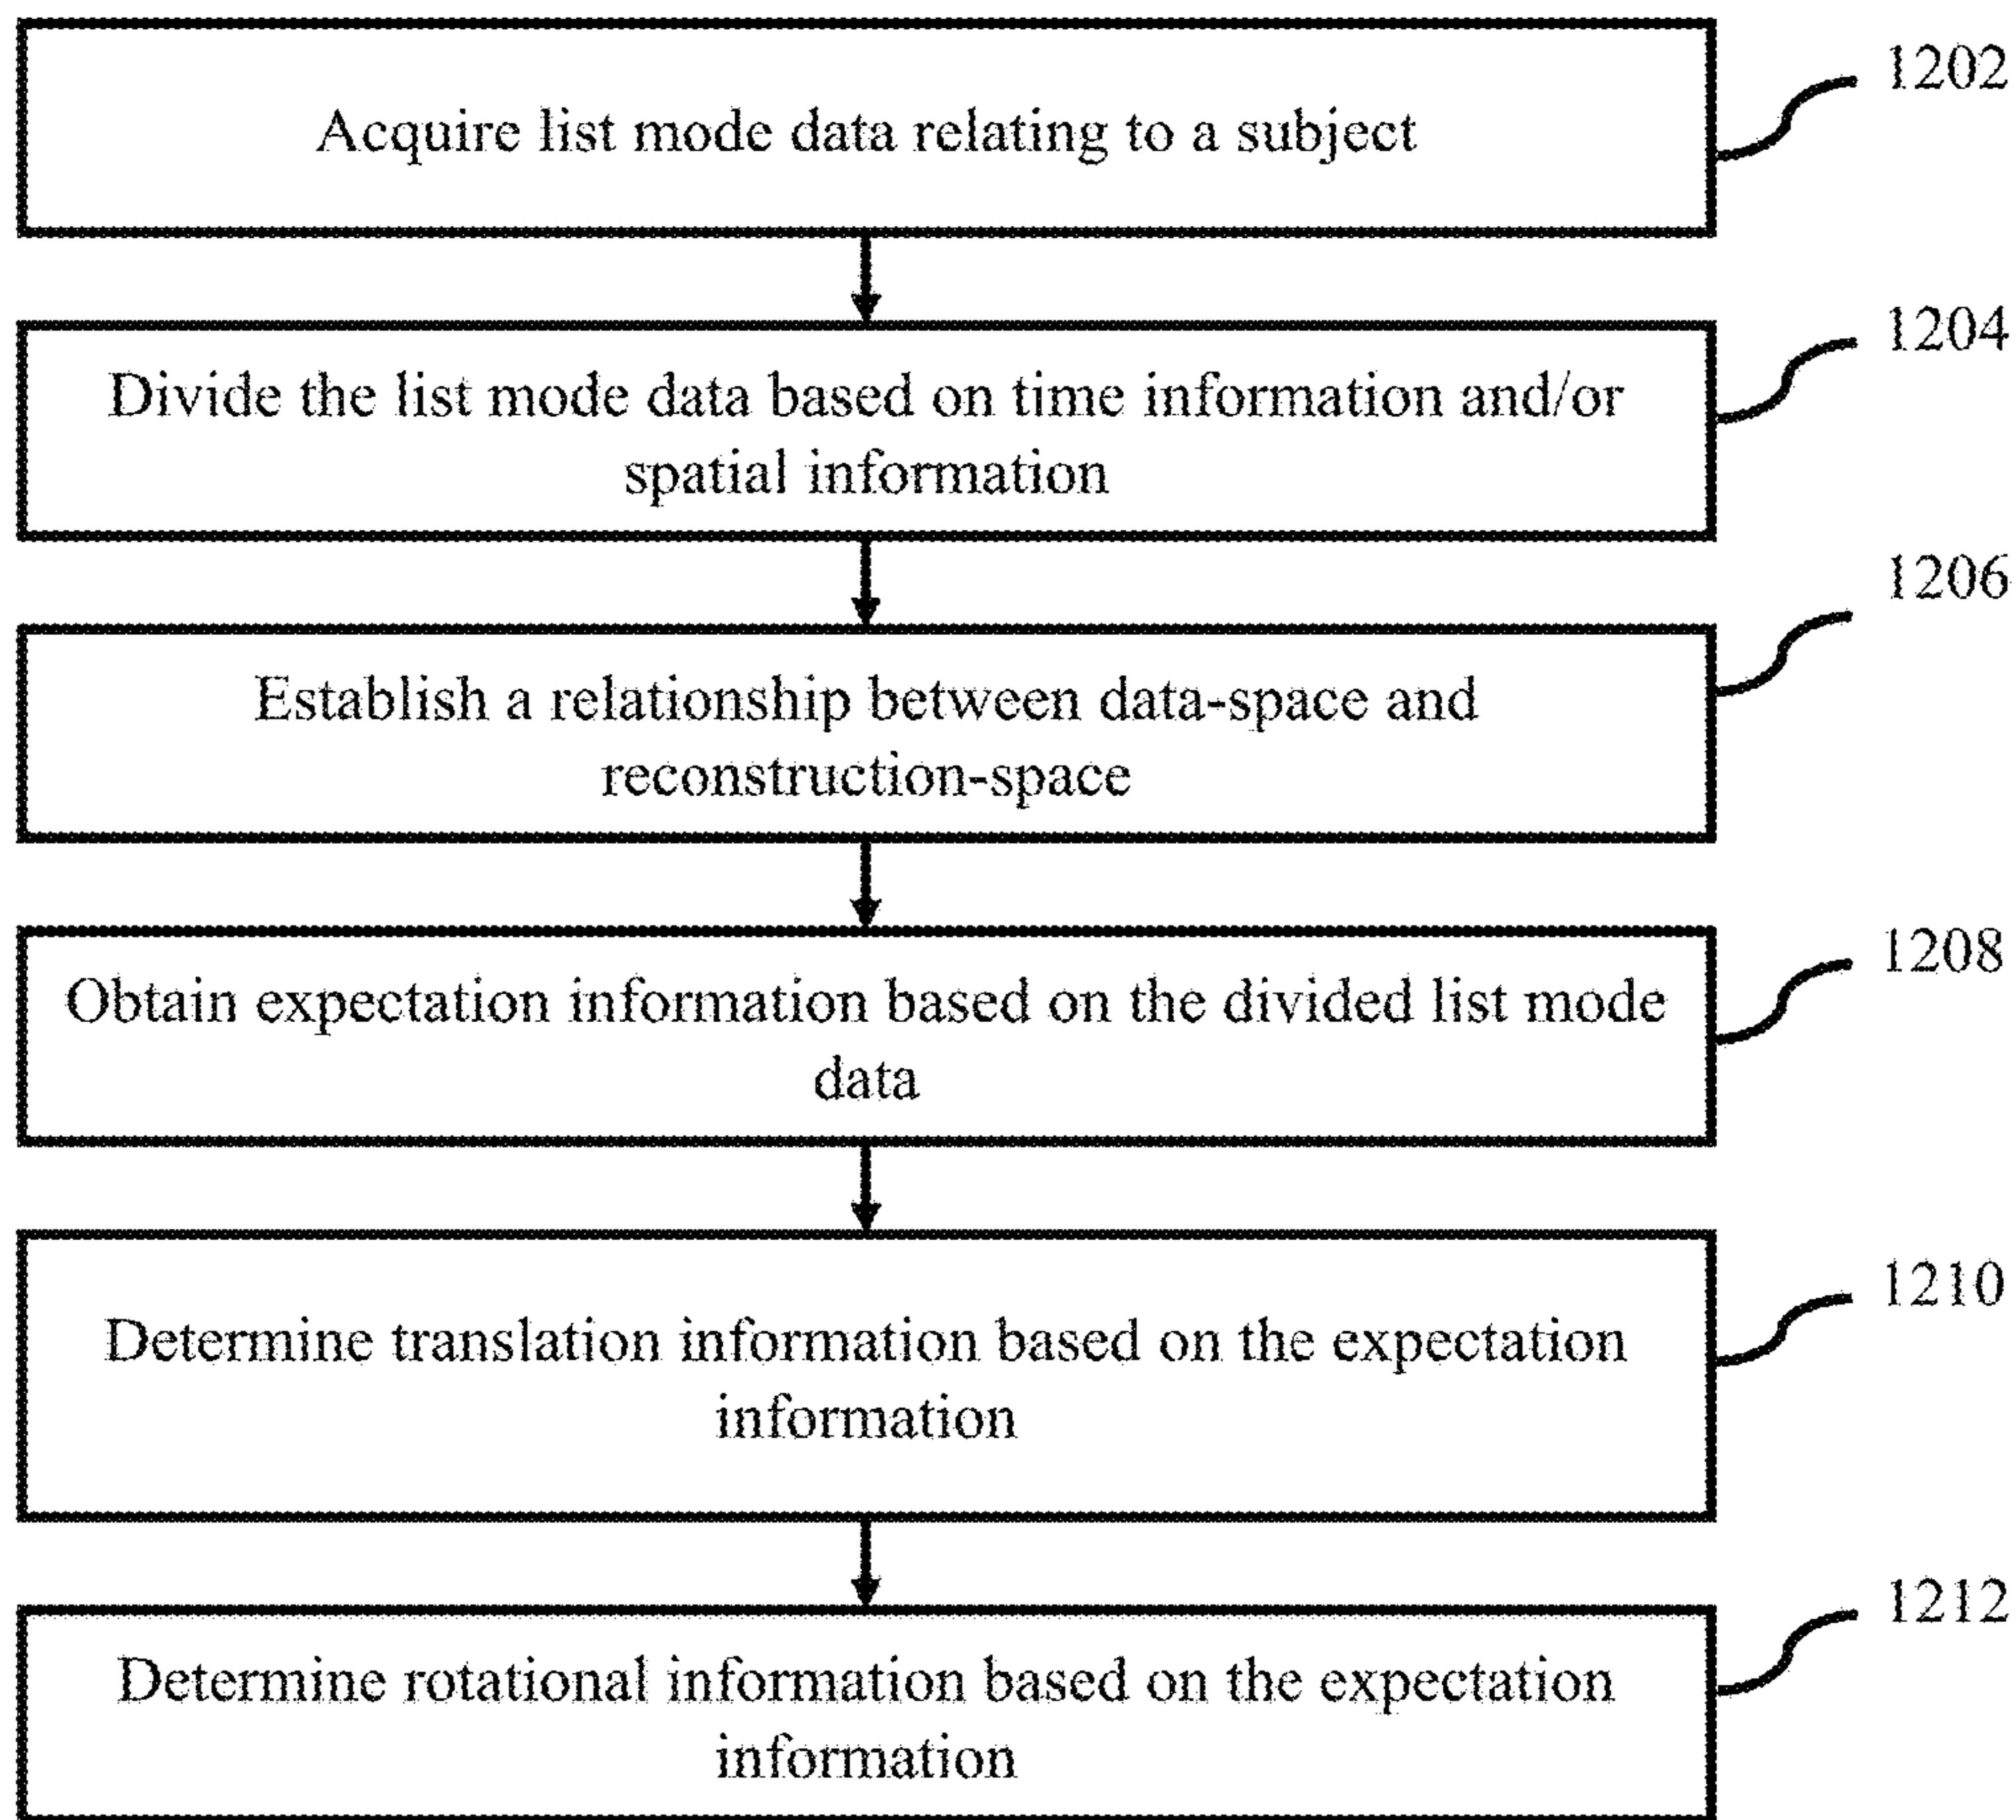 Acquire list mode data relating to a subject
1202
Divide the list mode data based on time information and/or
spatial information
1204
Establish a relationship between data-space and
reconstruction-space
1206
Obtain expectation information based on the divided list mode
data
1208
Determine translation information based on the expectation
information
1210
Determine rotational information based on the expectation
information
1212